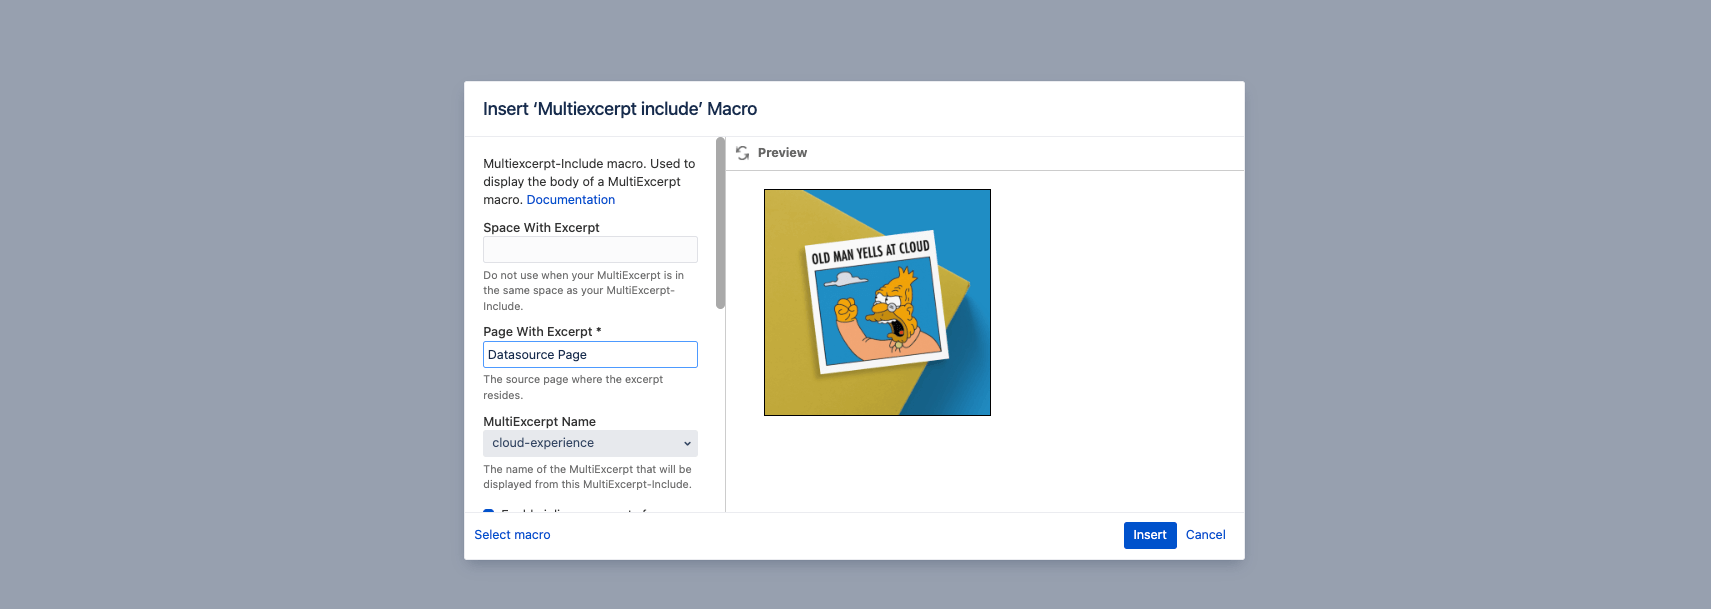 Insert ‘Multiexcerpt include’ Macro
Multiexcerpt-Include macro. Used to
display the body of a MultiExcerpt
macro. Documentation
Space With Excerpt
Do not use when your MultiExcerpt is in
the same space as your MultiExcerpt-
Include.
Page With Excerpt *
Datasource Page
The source page where the excerpt
resides.
MultiExcerpt Name
cloud-experience
The name of the MultiExcerpt that will be
displayed from this MultiExcerpt-Include.
Preview
OLD MAN YELLS AT CLOUD
Select macro
Insert
Cancel